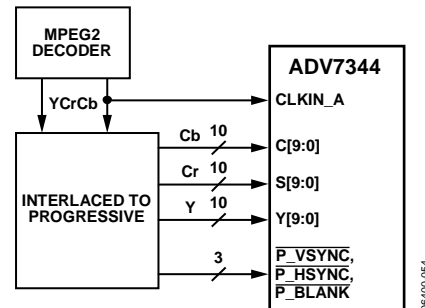 MPEG2
DECODER
YCrCb
ADV7344
CLKIN_A
Cb 10
C[9:0]
Cr 10
S[9:0]
Y 10
Y[9:0]
INTERLACED TO
PROGRESSIVE
3
P_VSYNC,
P_HSYNC,
P_BLANK